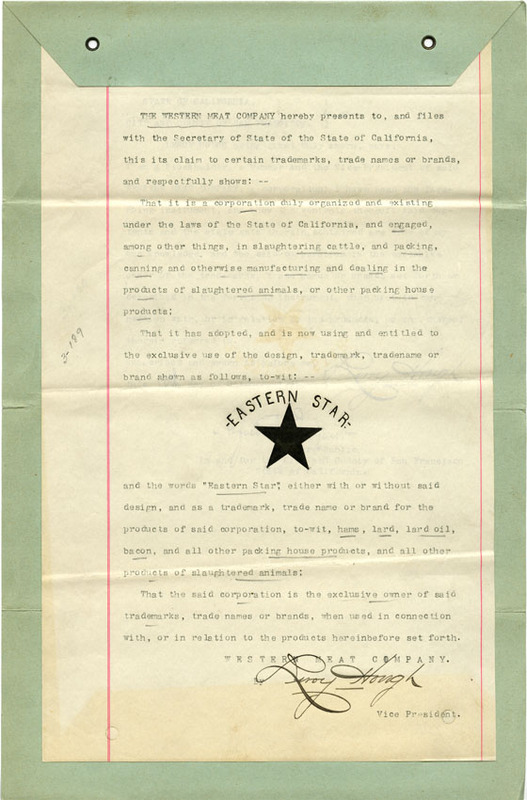 THE WESTERN MEAT COMPANY hereby presents to, and files
with the Secretary of State of the State of California,
this its claim to certain trademarks, trade names or brands,
and respectfully shows: --
That it is a corporation duly organized and existing
under the laws of the State of California, and engaged,
among other things, in slaughtering cattle, and packing,
canning and otherwise manufacturing and dealing in the
products of slaughtered animals, or other packing house
products;
That it has adopted, and is now using and entitled to
the exclusive use of the design, trademark, tradename or
brand shown as follows, to-wit: --
3-189
-EASTERN STAR-
and the words "Eastern Star", either with or without said
design, and as a trademark, trade name or brand for the
products of said corporation, to-wit, hams, lard, lard oil,
bacon, and all other packing house products, and all other
products of slaughtered animals;
That the said corporation is the exclusive owner of said
trademarks, trade names or brands, when used in connection
with, or in relation to the products hereinbefore set forth.
WESTERN MEAT COMPANY.
By Leroy Hough
Vice President.